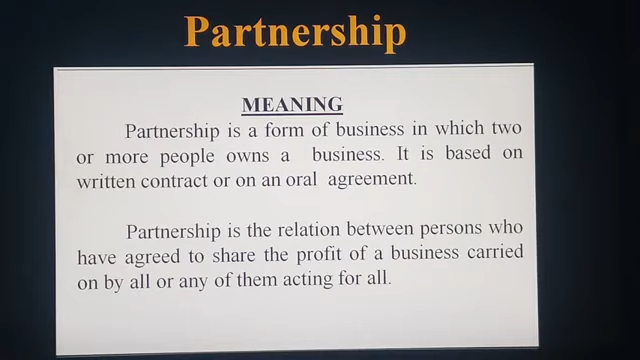 Partnership
MEANING
Partnership is a form of business in which two
or more people owns a business. It is based on
written contract or on an oral agreement.
Partnership is the relation between persons who
have agreed to share the profit of a business carried
on by all or any of them acting for all.